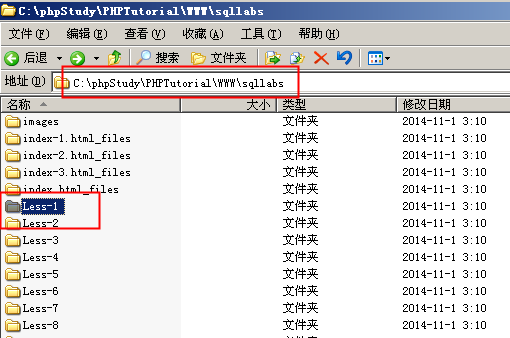 C:\phpStudy\PHPTutorial\WWW\sqllabs
文件(F) 编辑(E) 查看(V) 收藏(A) 工具(T) 帮助(H)
后退 搜索 文件夹
地址(D) C:\phpStudy\PHPTutorial\WWW\sqllabs
名称 大小 类型 修改日期
images 文件夹 2014-11-1 3:10
index-1.html_files 文件夹 2014-11-1 3:10
index-2.html_files 文件夹 2014-11-1 3:10
index-3.html_files 文件夹 2014-11-1 3:10
index.html_files 文件夹 2014-11-1 3:10
Less-1 文件夹 2014-11-1 3:10
Less-2 文件夹 2014-11-1 3:10
Less-3 文件夹 2014-11-1 3:10
Less-4 文件夹 2014-11-1 3:10
Less-5 文件夹 2014-11-1 3:10
Less-6 文件夹 2014-11-1 3:10
Less-7 文件夹 2014-11-1 3:10
Less-8 文件夹 2014-11-1 3:10